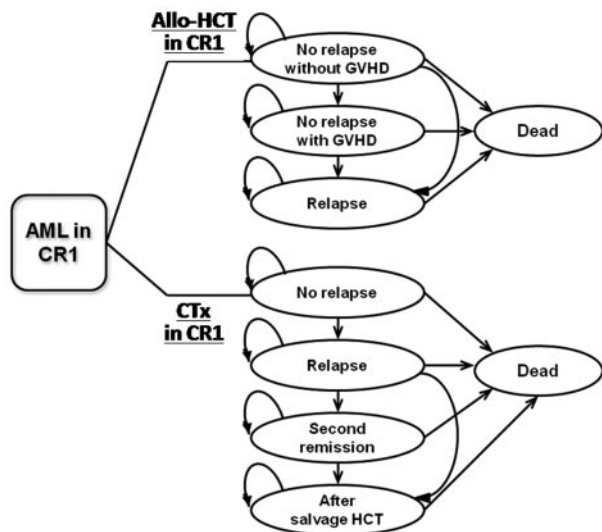 Allo-HCT
in CR1
No relapse
without GVHD
No relapse
with GVHD
Dead
Relapse
AML in
CR1
No relapse
CTx
in CR1
Relapse
Dead
Second
remission
After
salvage HCT